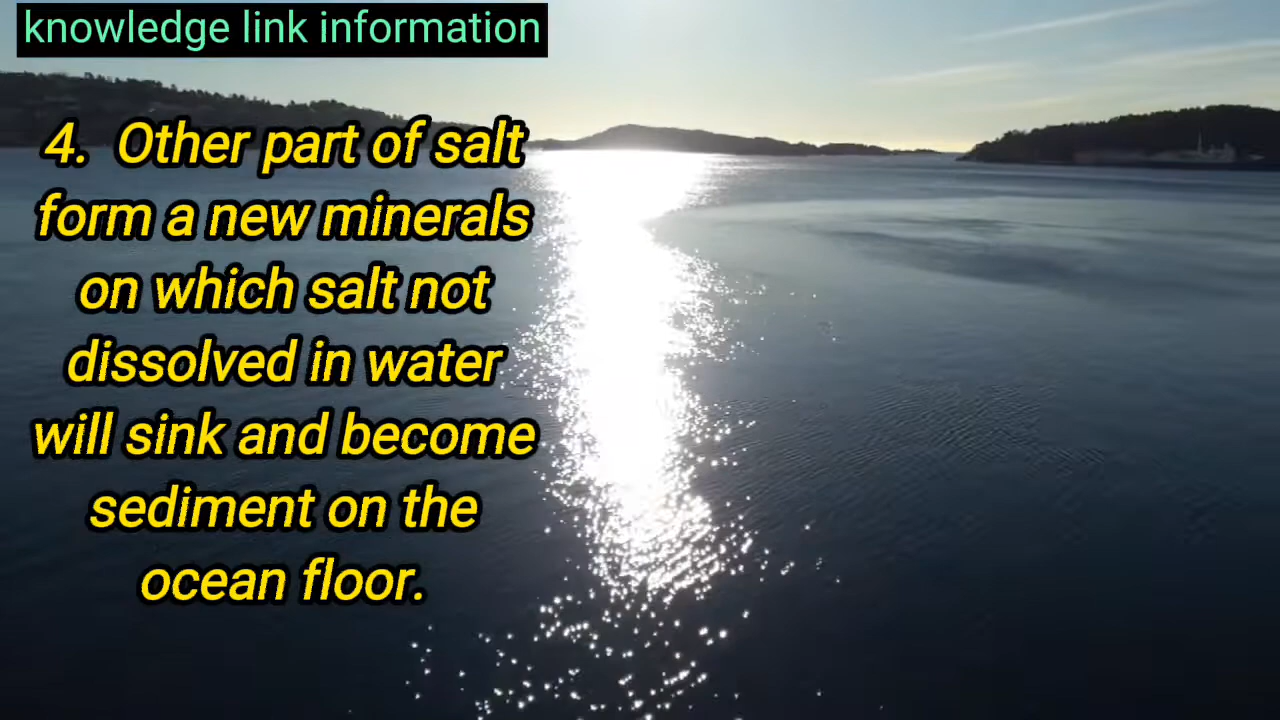 knowledge link information
4. Other part of salt
form a new minerals
on which salt not
dissolved in water
will sink and become
sediment on the
ocean floor.